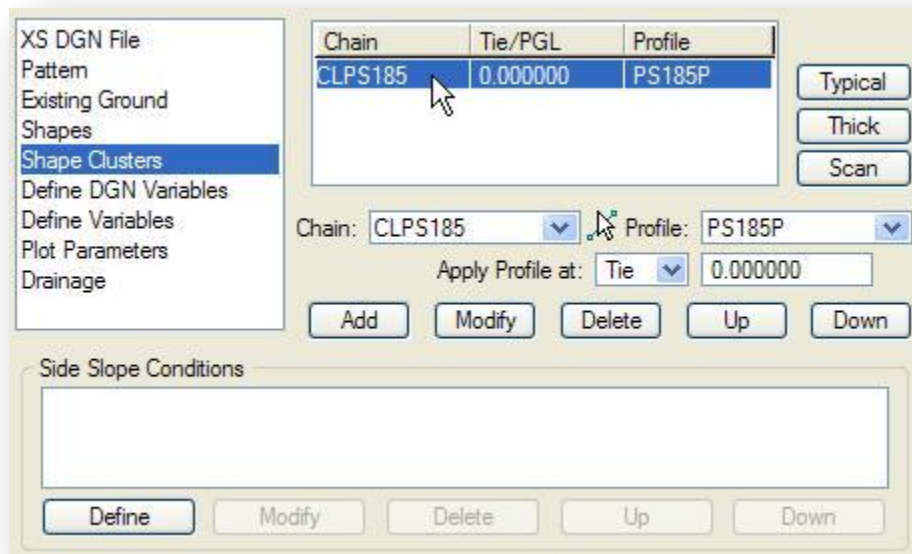 XS DGN File
Pattern
Existing Ground
Shapes
Shape Clusters
Define DGN Variables
Define Variables
Plot Parameters
Drainage
Chain Tie/PGL Profile
CLPS185 0.000000 PS185P
Typical
Thick
Scan
Chain: CLPS185 Profile: PS185P
Apply Profile at: Tie 0.000000
Add Modify Delete Up Down
Side Slope Conditions
Define Modify Delete Up Down